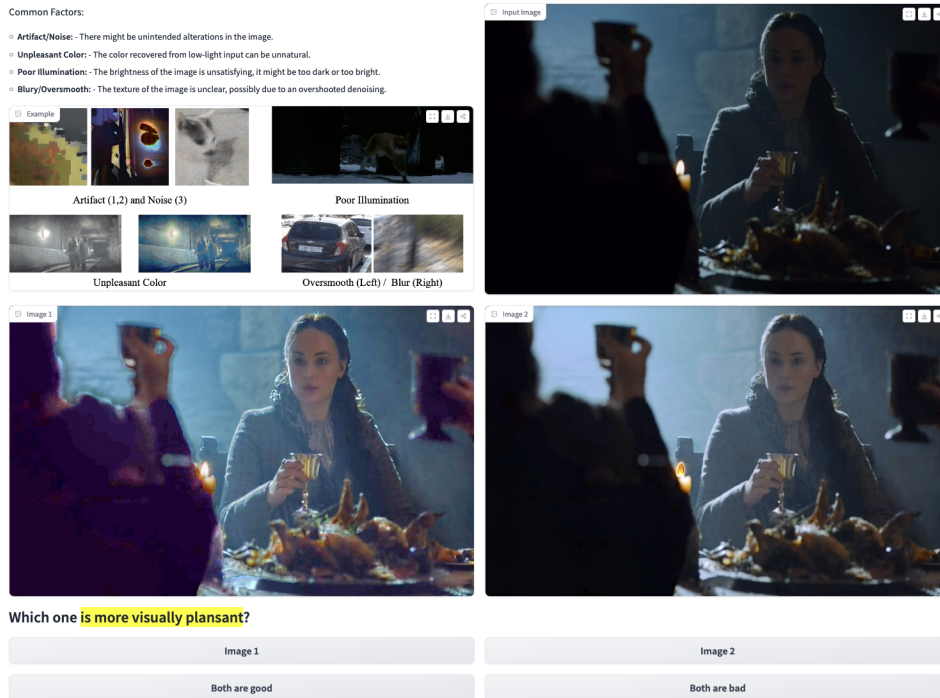 Common Factors:
Artifact/Noise: - There might be unintended alterations in the image.
Unpleasant Color: - The color recovered from low-light input can be unnatural.
Poor Illumination: - The brightness of the image is unsatisfying, it might be too dark or too bright.
Blury/Oversmooth: - The texture of the image is unclear, possibly due to an overshooted denoising.
Example
Artifact (1,2) and Noise (3)
Poor Illumination
Unpleasant Color
Oversmooth (Left) / Blur (Right)
Input Image
Image 1
Image 2
Which one is more visually plansant?
Image 1
Image 2
Both are good
Both are bad